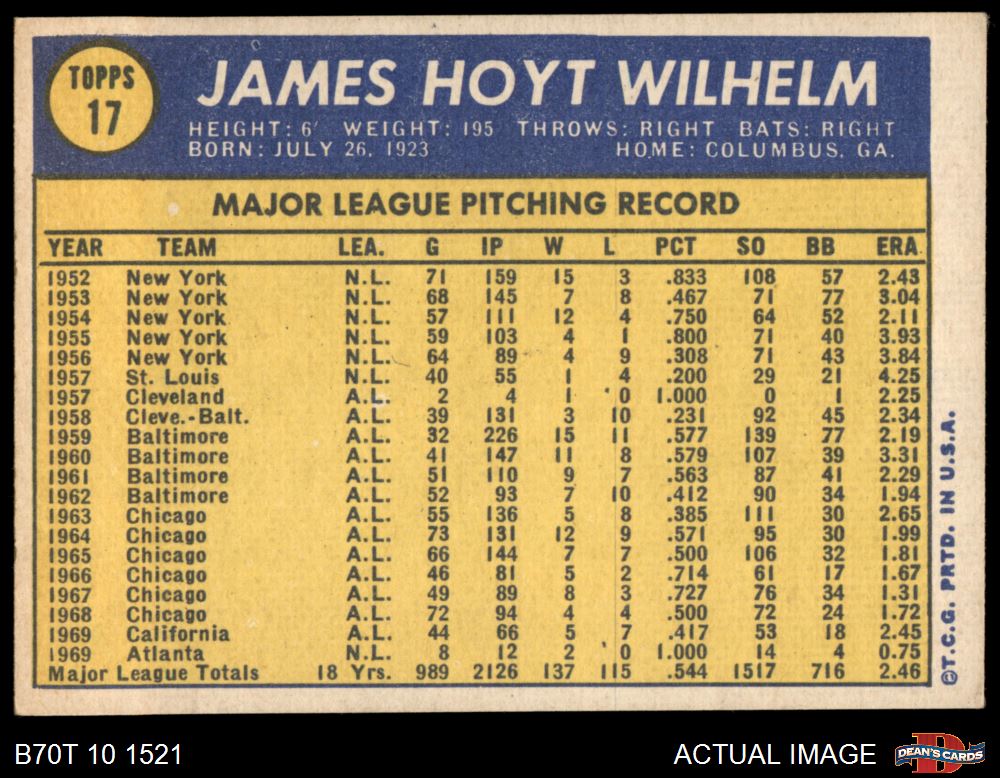 TOPPS
17
JAMES HOYT WILHELM
HEIGHT: 6' WEIGHT: 195 THROWS: RIGHT BATS: RIGHT
BORN: JULY 26, 1923 HOME: COLUMBUS, GA.
MAJOR LEAGUE PITCHING RECORD
YEAR TEAM LEA. G IP W L PCT SO BB ERA
1952 New York N.L. 71 159 15 3 .833 108 57 2.43
1953 New York N.L. 68 145 7 8 .467 71 77 3.04
1954 New York N.L. 57 111 12 4 .750 64 52 2.11
1955 New York N.L. 59 103 4 1 .800 71 40 3.93
1956 New York N.L. 64 89 4 9 .308 71 43 3.84
1957 St. Louis N.L. 40 55 1 4 .200 29 21 4.25
1957 Cleveland A.L. 2 4 1 0 1.000 0 1 2.25
1958 Cleve.-Balt. A.L. 39 131 3 10 .231 92 45 2.34
1959 Baltimore A.L. 32 226 15 11 .577 139 77 2.19
1960 Baltimore A.L. 41 147 11 8 .579 107 39 3.31
1961 Baltimore A.L. 51 110 9 7 .563 87 41 2.29
1962 Baltimore A.L. 52 93 7 10 .412 90 34 1.94
1963 Chicago A.L. 55 136 5 8 .385 111 30 2.65
1964 Chicago A.L. 73 131 12 9 .571 95 30 1.99
1965 Chicago A.L. 66 144 7 7 .500 106 32 1.81
1966 Chicago A.L. 46 81 5 2 .714 61 17 1.67
1967 Chicago A.L. 49 89 8 3 .727 76 34 1.31
1968 Chicago A.L. 72 94 4 4 .500 72 24 1.72
1969 California A.L. 44 66 5 7 .417 53 18 2.45
1969 Atlanta N.L. 8 12 2 0 1.000 14 4 0.75
Major League Totals 18 Yrs. 989 2126 137 115 .544 1517 716 2.46
©T.C.G. PRTD. IN U.S.A.
B70T 10 1521
ACTUAL IMAGE
DEAN'S CARDS